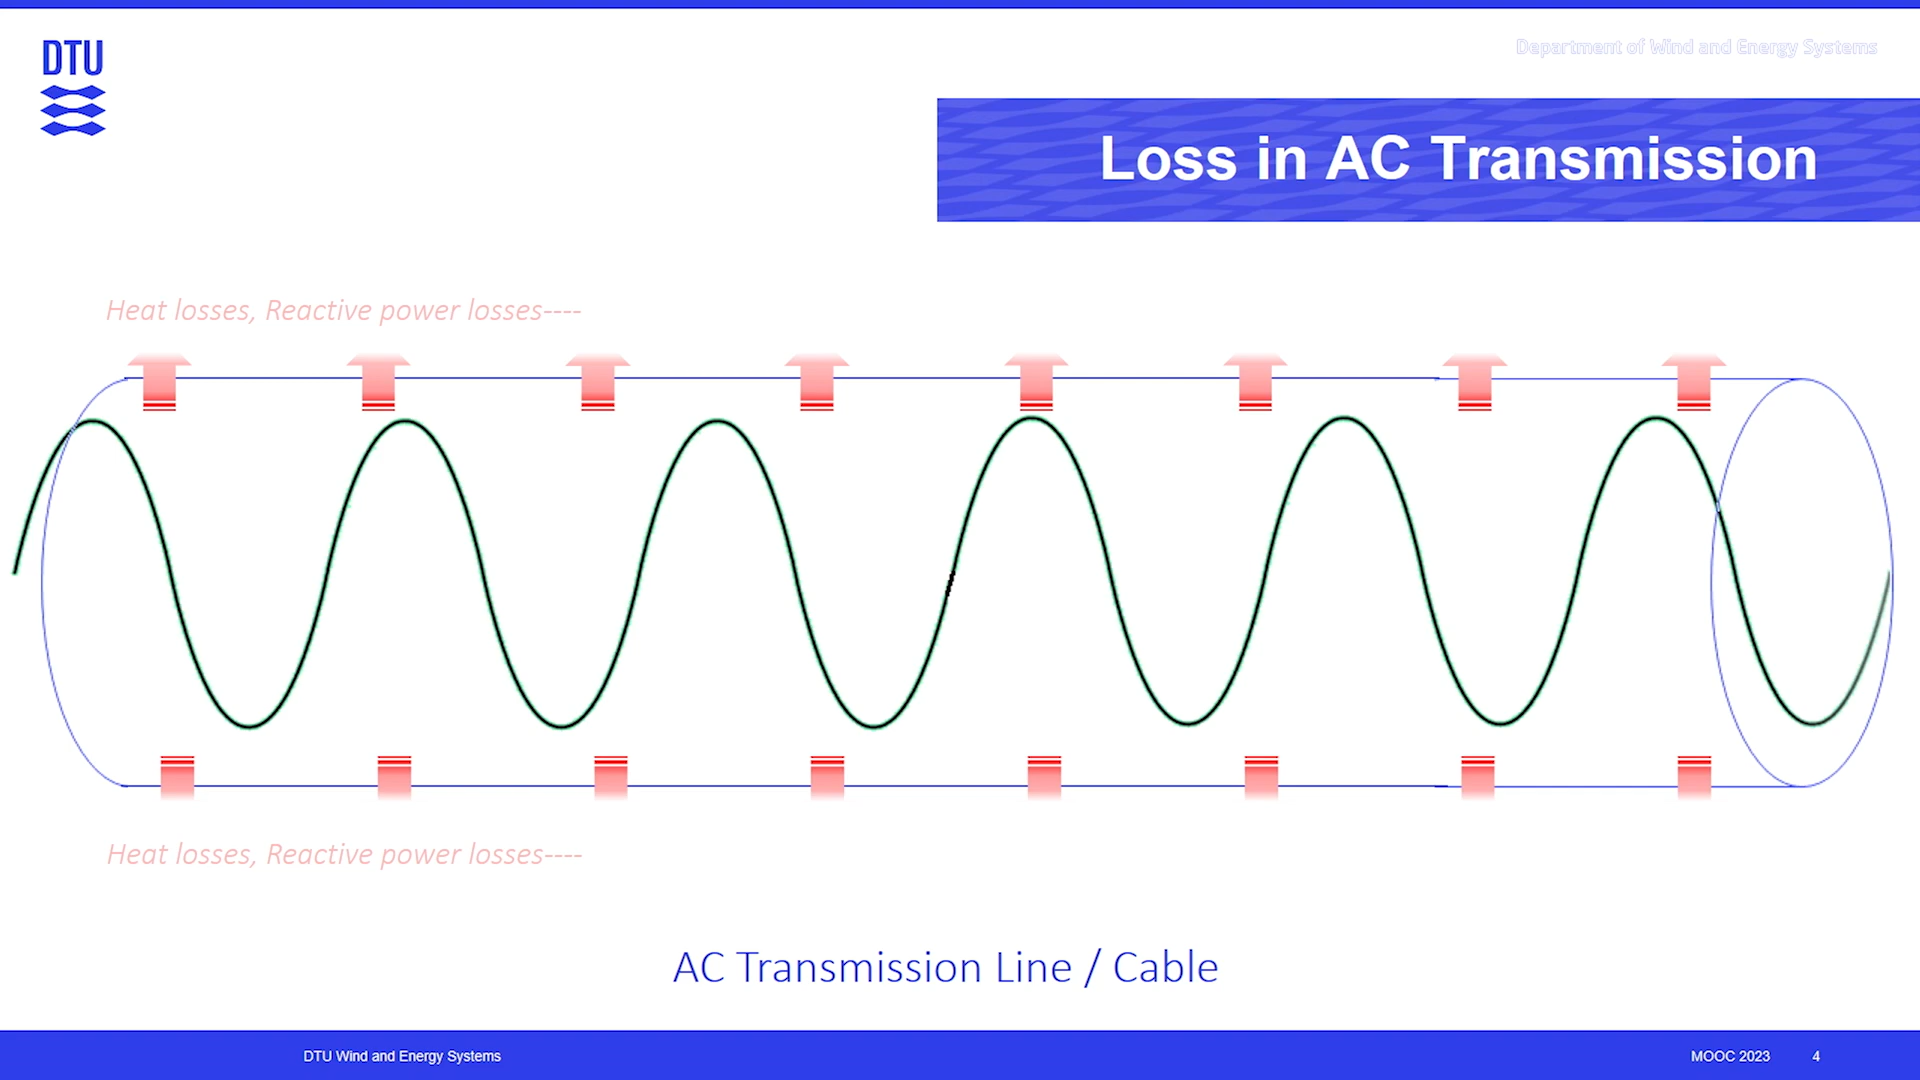 DTU
Department of Wind and Energy Systems
Loss in AC Transmission
Heat losses, Reactive power losses----
Heat losses, Reactive power losses----
AC Transmission Line / Cable
DTU Wind and Energy Systems
MOOC 2023
4